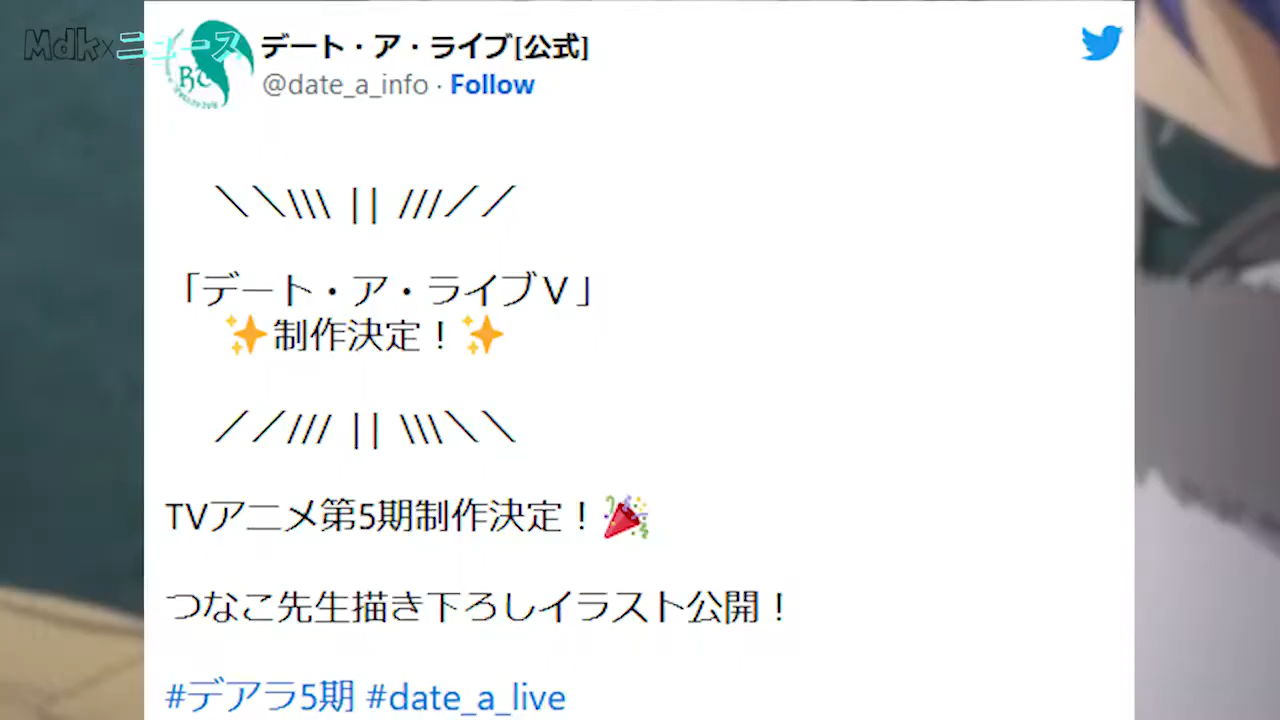 Mdk×ニュース
デート・ア・ライブ[公式]
@date_a_info · Follow
＼＼\\\ || ///／／
「デート・ア・ライブⅤ」
✨制作決定！✨
／／/// || \\\＼＼
TVアニメ第5期制作決定！🎉
つなこ先生描き下ろしイラスト公開！
#デアラ5期 #date_a_live